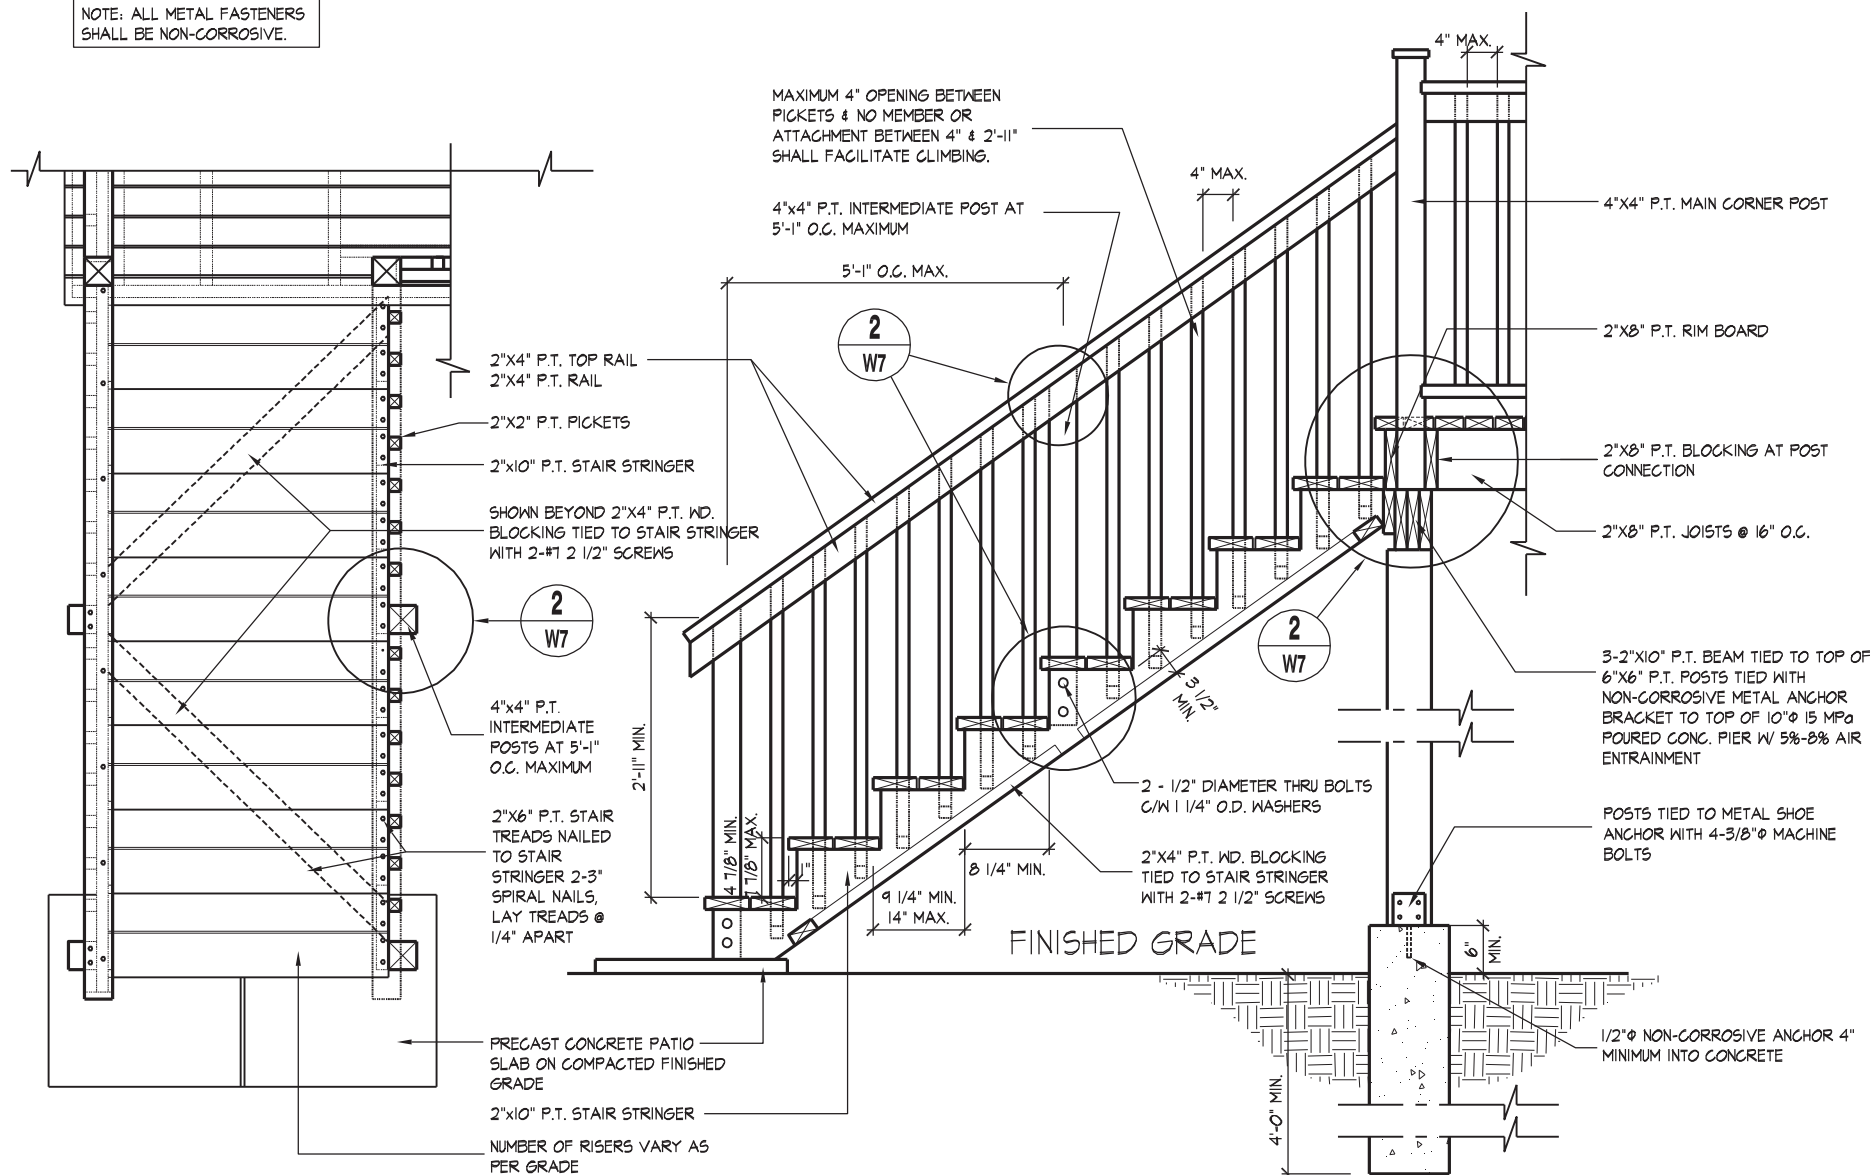 NOTE: ALL METAL FASTENERS
SHALL BE NON-CORROSIVE.
4" MAX.
MAXIMUM 4" OPENING BETWEEN
PICKETS & NO MEMBER OR
ATTACHMENT BETWEEN 4" & 2'-11"
SHALL FACILITATE CLIMBING.
4" MAX.
4"x4" P.T. INTERMEDIATE POST AT
5'-1" O.C. MAXIMUM
5'-1" O.C. MAX.
4"X4" P.T. MAIN CORNER POST
2
W7
2"X8" P.T. RIM BOARD
2"X4" P.T. TOP RAIL
2"X4" P.T. RAIL
2"X2" P.T. PICKETS
2"x10" P.T. STAIR STRINGER
2"X8" P.T. BLOCKING AT POST
CONNECTION
SHOWN BEYOND 2"X4" P.T. WD.
BLOCKING TIED TO STAIR STRINGER
WITH 2-#7 2 1/2" SCREWS
2"X8" P.T. JOISTS @ 16" O.C.
2
W7
2
W7
3-2"X10" P.T. BEAM TIED TO TOP OF
6"X6" P.T. POSTS TIED WITH
NON-CORROSIVE METAL ANCHOR
BRACKET TO TOP OF 10"Φ 15 MPa
POURED CONC. PIER W/ 5%-8% AIR
ENTRAINMENT
3 1/2"
MIN.
4"x4" P.T.
INTERMEDIATE
POSTS AT 5'-1"
O.C. MAXIMUM
2'-11" MIN.
2 - 1/2" DIAMETER THRU BOLTS
C/W 1 1/4" O.D. WASHERS
2"X6" P.T. STAIR
TREADS NAILED
TO STAIR
STRINGER 2-3"
SPIRAL NAILS,
LAY TREADS @
1/4" APART
4 7/8" MIN.
7 7/8" MAX.
1"
8 1/4" MIN.
9 1/4" MIN.
14" MAX.
2"X4" P.T. WD. BLOCKING
TIED TO STAIR STRINGER
WITH 2-#7 2 1/2" SCREWS
POSTS TIED TO METAL SHOE
ANCHOR WITH 4-3/8"Φ MACHINE
BOLTS
FINISHED GRADE
6"
MIN.
PRECAST CONCRETE PATIO
SLAB ON COMPACTED FINISHED
GRADE
1/2"Φ NON-CORROSIVE ANCHOR 4"
MINIMUM INTO CONCRETE
4'-0" MIN.
2"x10" P.T. STAIR STRINGER
NUMBER OF RISERS VARY AS
PER GRADE